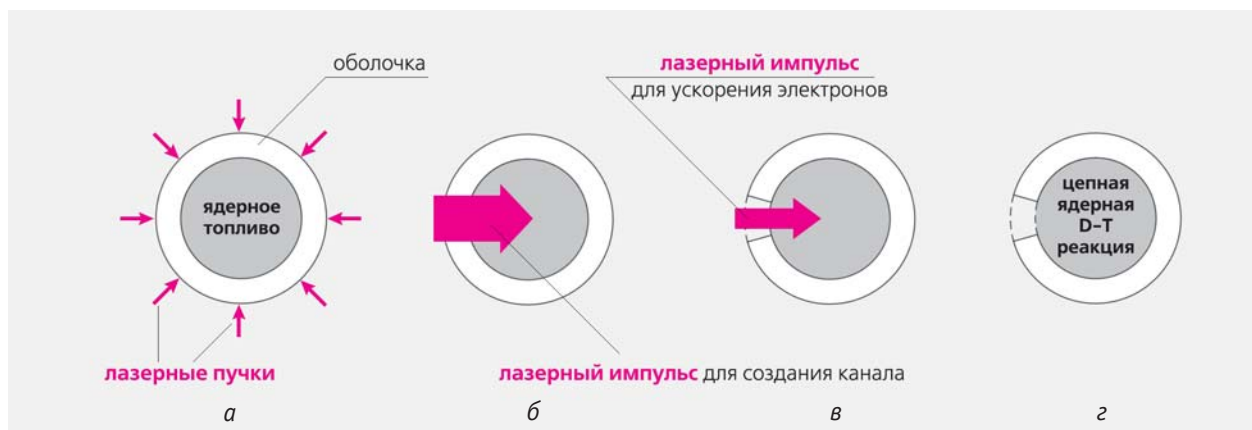 оболочка
лазерный импульс
для ускорения электронов
ядерное
топливо
цепная
ядерная
D–T
реакция
лазерные пучки
лазерный импульс для создания канала
а
б
в
г